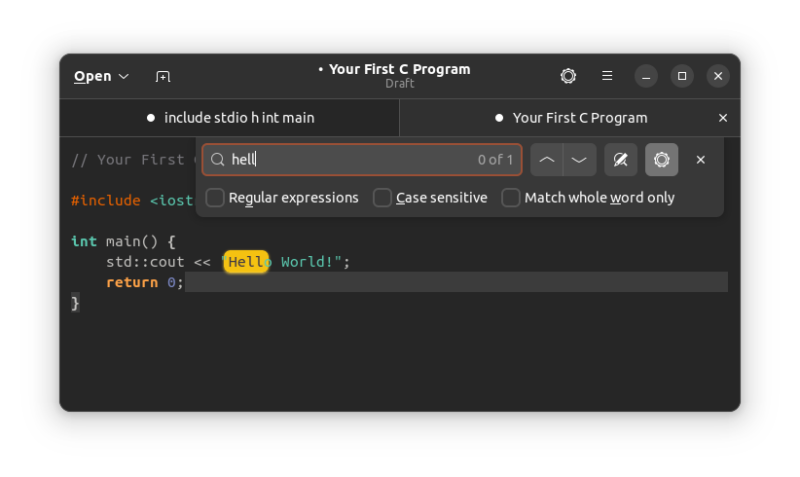 Open
• Your First C Program
Draft
include stdio h int main
Your First C Program
hell
0 of 1
Regular expressions
Case sensitive
Match whole word only
// Your First
#include <iost
int main() {
std::cout << "Hello World!";
return 0;
}